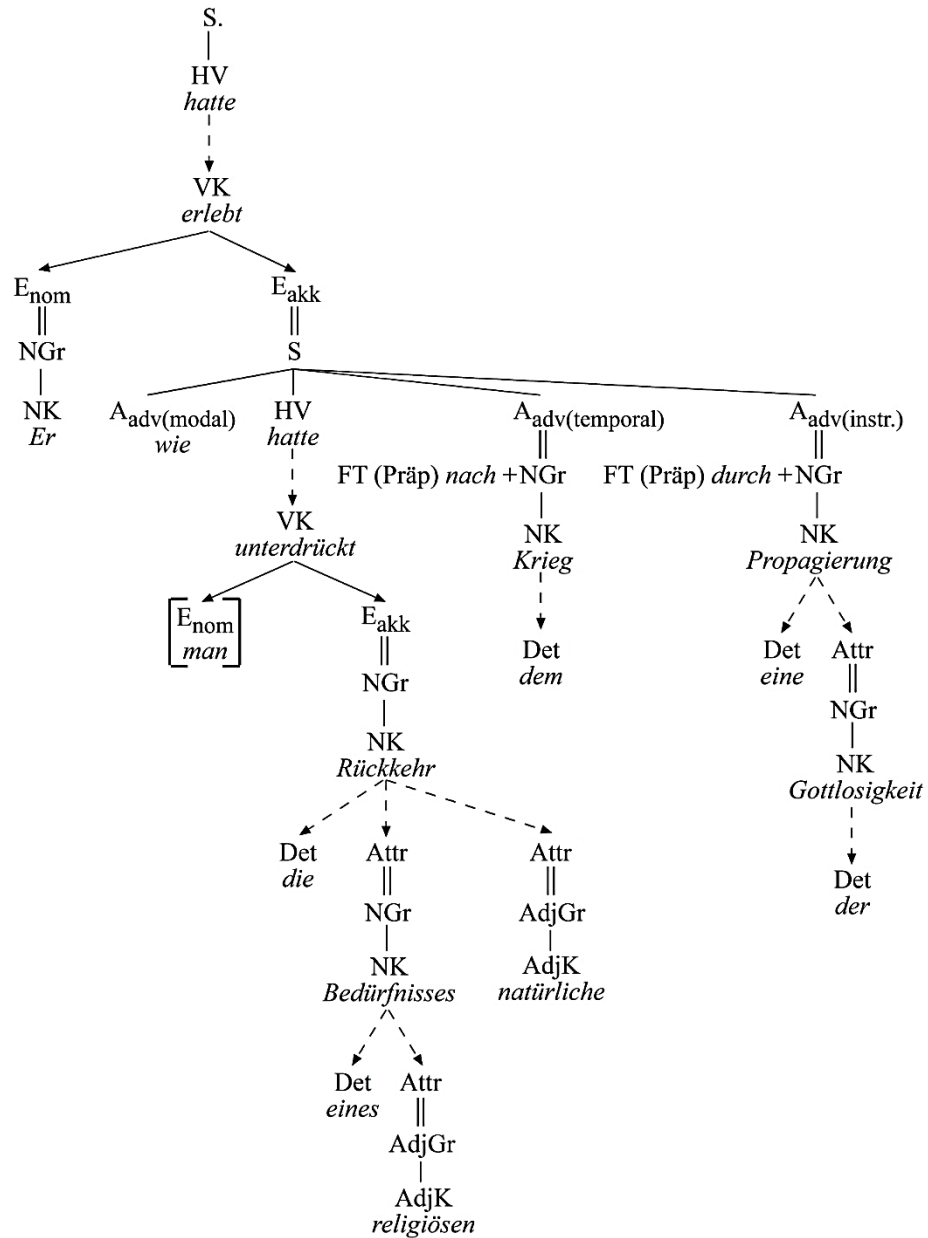 S.
HV
hatte
VK
erlebt
Enom Eakk
NGr S
NK Aadv(modal) HV Aadv(temporal) Aadv(instr.)
Er wie hatte
FT (Präp) nach +NGr FT (Präp) durch +NGr
VK NK NK
unterdrückt Krieg Propagierung
Enom Eakk
man
Det Det Attr
dem eine
NGr NGr
NK NK
Rückkehr Gottlosigkeit
Det Attr Attr Det
die der
NGr AdjGr
NK AdjK
Bedürfnisses natürliche
Det Attr
eines
AdjGr
AdjK
religiösen